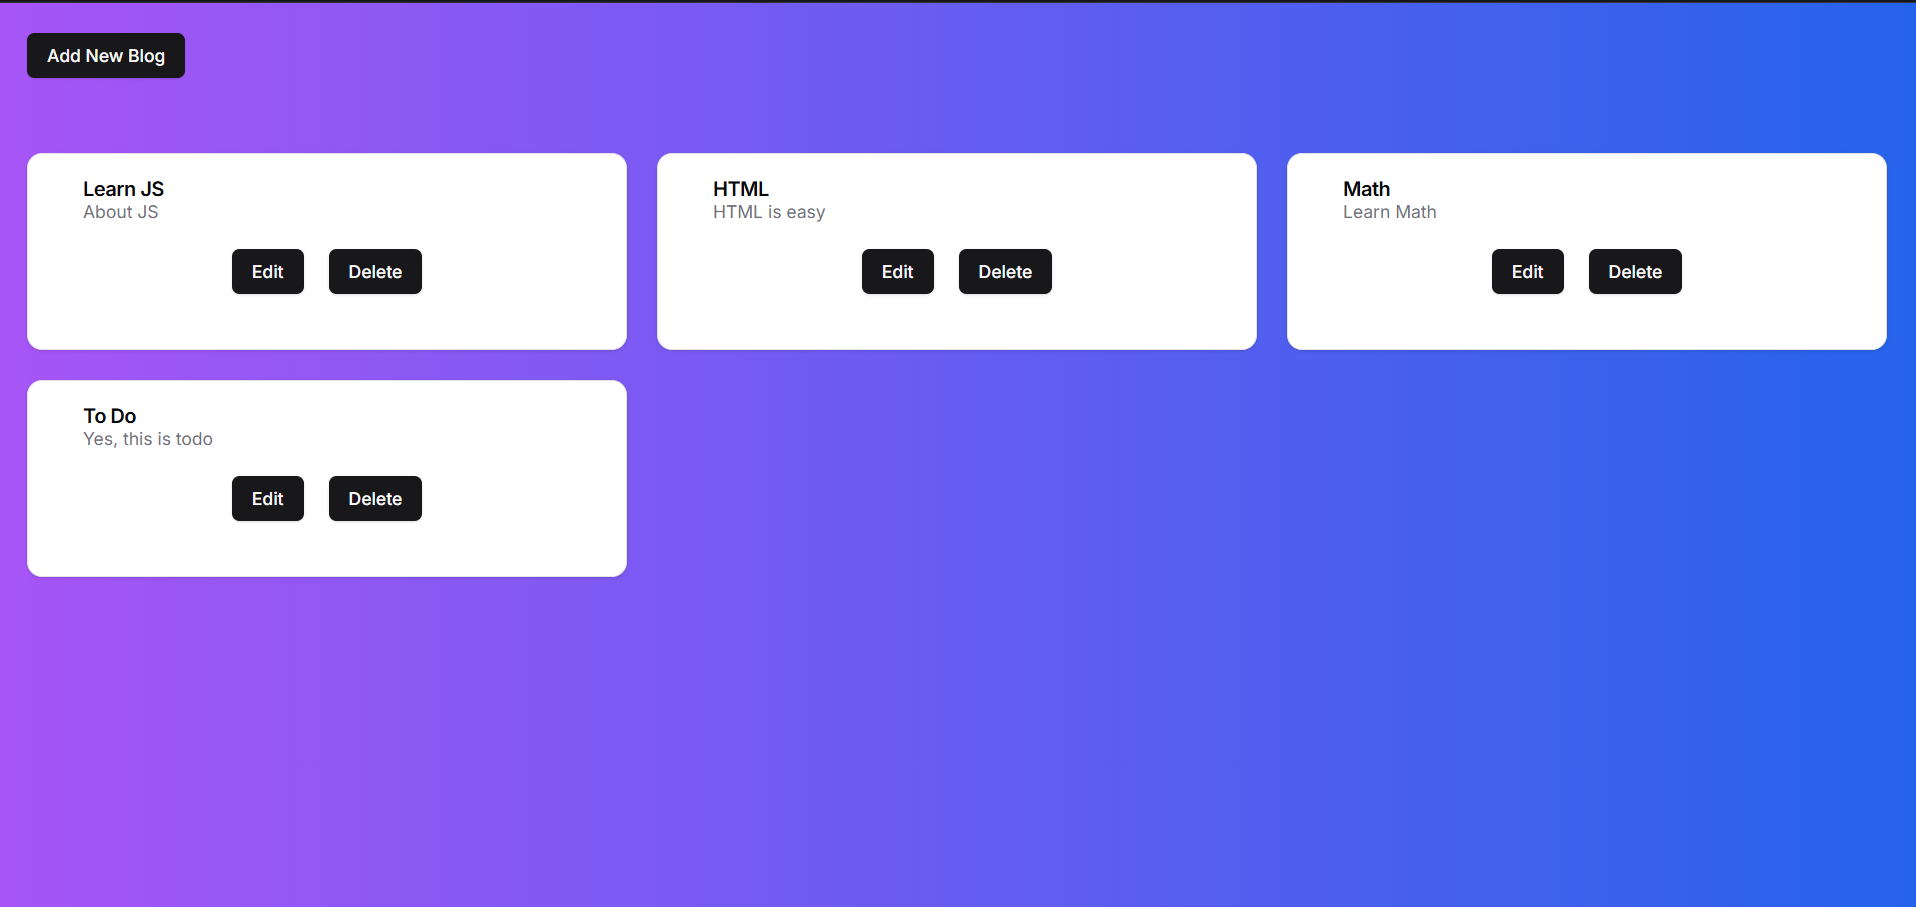 Add New Blog
Learn JS
About JS
Edit Delete
HTML
HTML is easy
Edit Delete
Math
Learn Math
Edit Delete
To Do
Yes, this is todo
Edit Delete